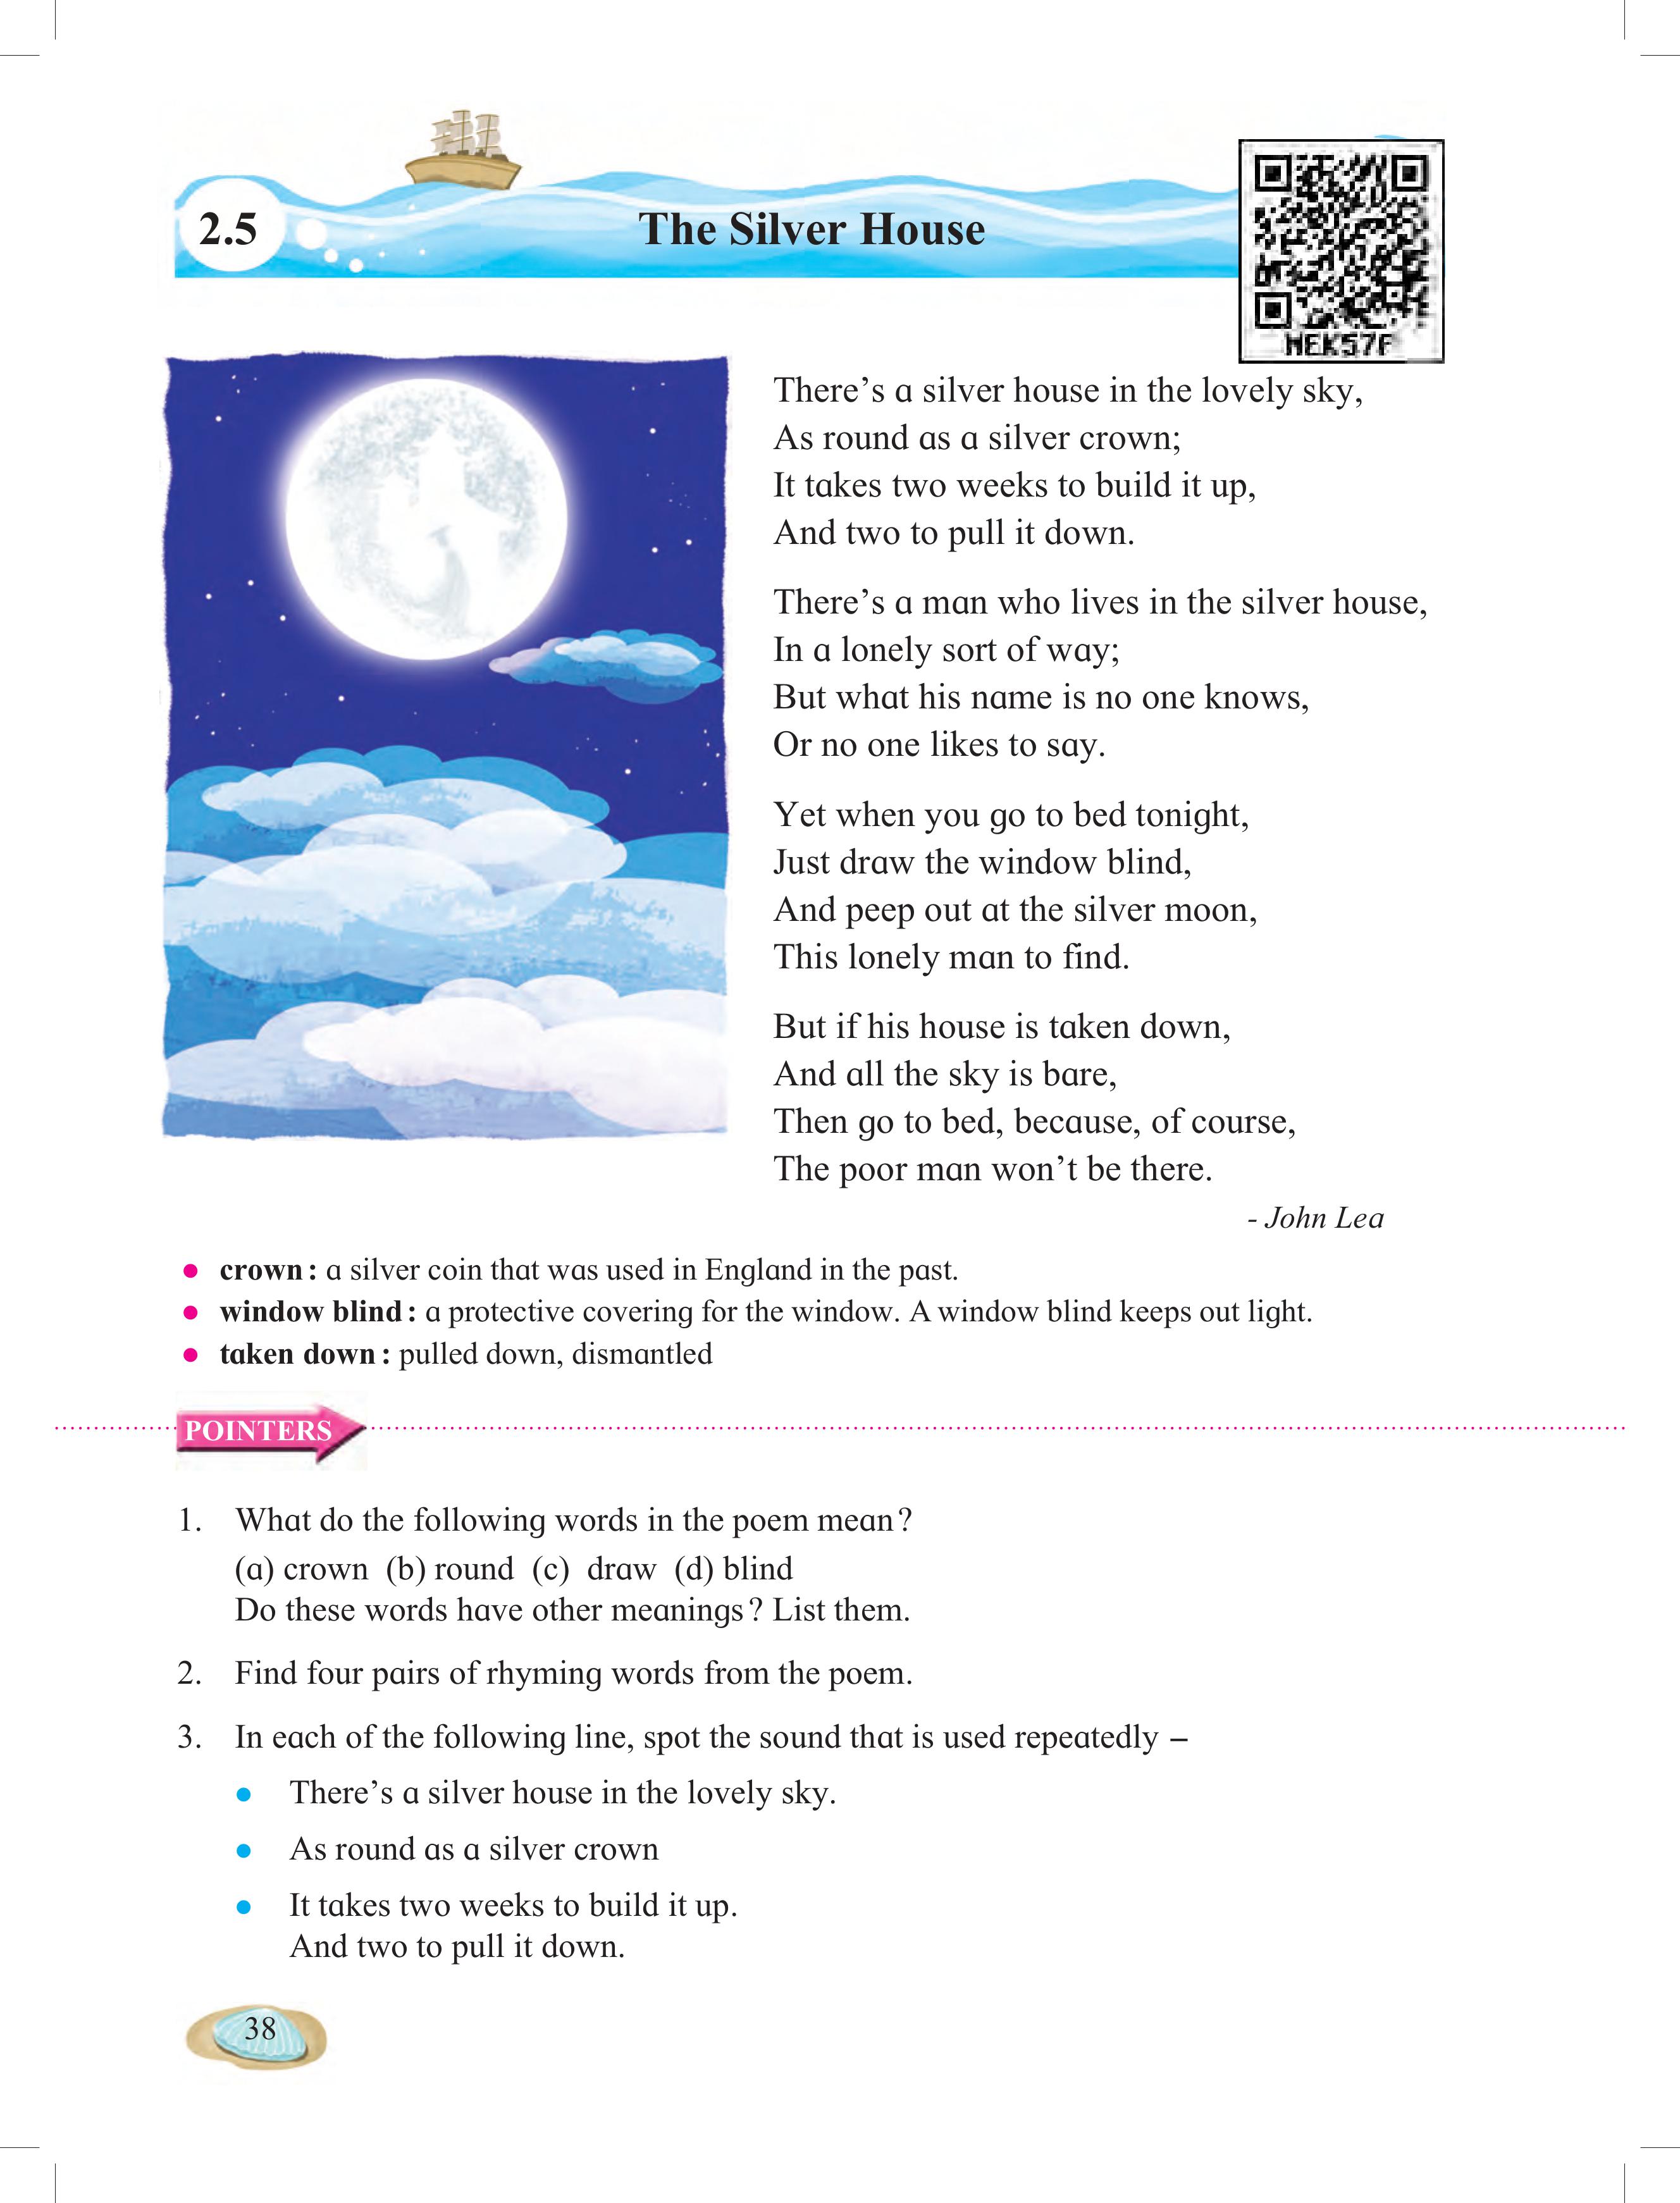 2.5
The Silver House
HEK57F
There’s a silver house in the lovely sky,
As round as a silver crown;
It takes two weeks to build it up,
And two to pull it down.
There’s a man who lives in the silver house,
In a lonely sort of way;
But what his name is no one knows,
Or no one likes to say.
Yet when you go to bed tonight,
Just draw the window blind,
And peep out at the silver moon,
This lonely man to find.
But if his house is taken down,
And all the sky is bare,
Then go to bed, because, of course,
The poor man won’t be there.
- John Lea
• crown : a silver coin that was used in England in the past.
• window blind : a protective covering for the window. A window blind keeps out light.
• taken down : pulled down, dismantled
POINTERS
1. What do the following words in the poem mean ?
(a) crown (b) round (c) draw (d) blind
Do these words have other meanings ? List them.
2. Find four pairs of rhyming words from the poem.
3. In each of the following line, spot the sound that is used repeatedly –
• There’s a silver house in the lovely sky.
• As round as a silver crown
• It takes two weeks to build it up.
And two to pull it down.
38